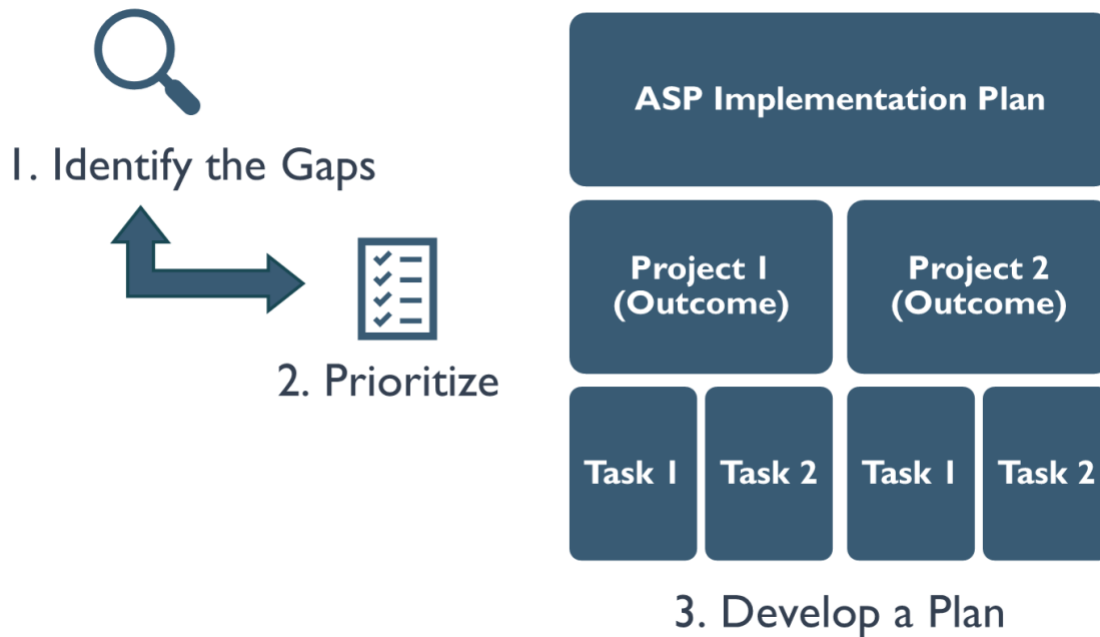 1. Identify the Gaps
2. Prioritize
ASP Implementation Plan
Project 1
(Outcome)
Project 2
(Outcome)
Task 1
Task 2
Task 1
Task 2
3. Develop a Plan